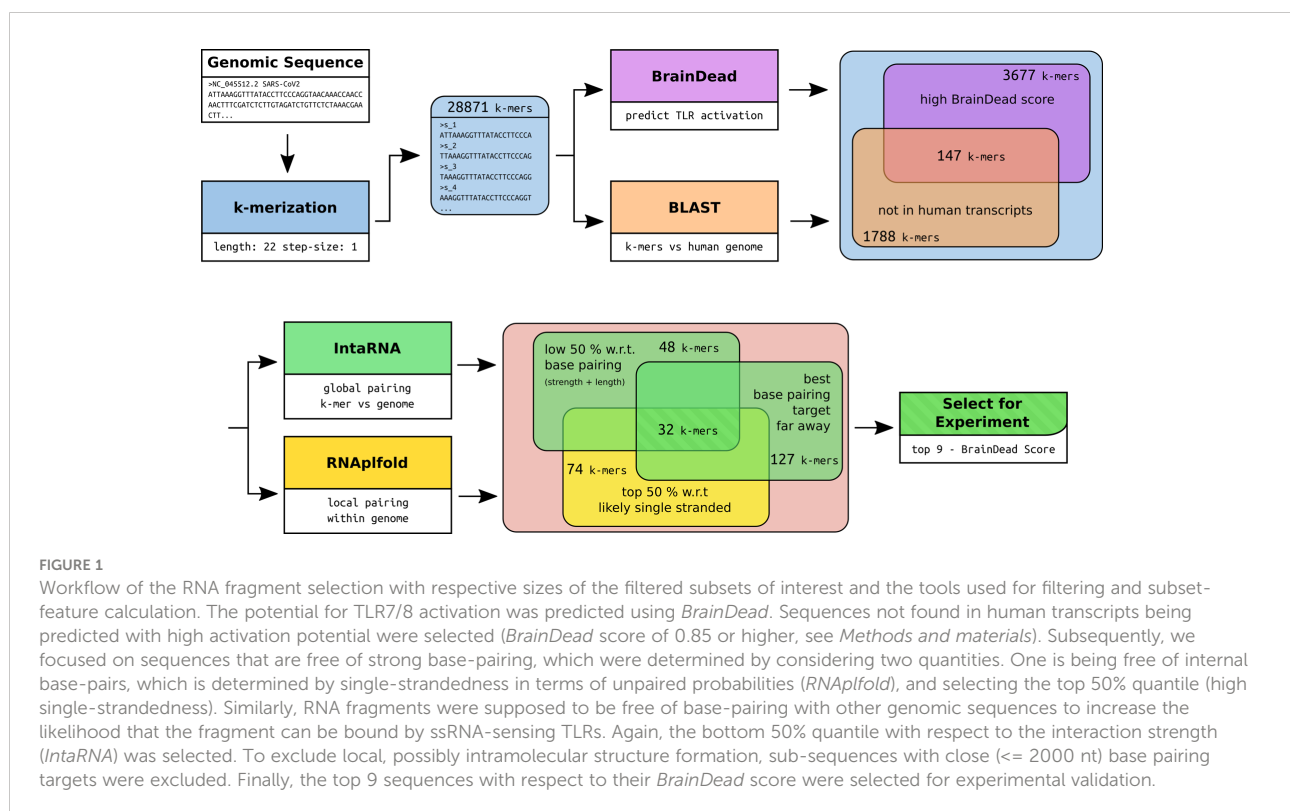 Genomic Sequence
>NC_045512.2 SARS-CoV2
ATTAAAGGTTTATACCTTCCCAGGTAACAAACCAACC
AACTTTCGATCTCTTGTAGATCTGTTCTCTAAACGAA
CTT...
k-merization
length: 22 step-size: 1
28871 k-mers
>s_1
ATTAAAGGTTTATACCTTCCCA
>s_2
TTAAAGGTTTATACCTTCCCAG
>s_3
TAAAGGTTTATACCTTCCCAGG
>s_4
AAAGGTTTATACCTTCCCAGGT
...
BrainDead
predict TLR activation
BLAST
k-mers vs human genome
3677 k-mers
high BrainDead score
147 k-mers
not in human transcripts
1788 k-mers
IntaRNA
global pairing
k-mer vs genome
RNAplfold
local pairing
within genome
low 50 % w.r.t.
base pairing
(strength + length)
48 k-mers
best
base pairing
target
far away
127 k-mers
32 k-mers
74 k-mers
top 50 % w.r.t
likely single stranded
Select for
Experiment
top 9 - BrainDead Score
FIGURE 1
Workflow of the RNA fragment selection with respective sizes of the filtered subsets of interest and the tools used for filtering and subset-
feature calculation. The potential for TLR7/8 activation was predicted using BrainDead. Sequences not found in human transcripts being
predicted with high activation potential were selected (BrainDead score of 0.85 or higher, see Methods and materials). Subsequently, we
focused on sequences that are free of strong base-pairing, which were determined by considering two quantities. One is being free of internal
base-pairs, which is determined by single-strandedness in terms of unpaired probabilities (RNAplfold), and selecting the top 50% quantile (high
single-strandedness). Similarly, RNA fragments were supposed to be free of base-pairing with other genomic sequences to increase the
likelihood that the fragment can be bound by ssRNA-sensing TLRs. Again, the bottom 50% quantile with respect to the interaction strength
(IntaRNA) was selected. To exclude local, possibly intramolecular structure formation, sub-sequences with close (<= 2000 nt) base pairing
targets were excluded. Finally, the top 9 sequences with respect to their BrainDead score were selected for experimental validation.